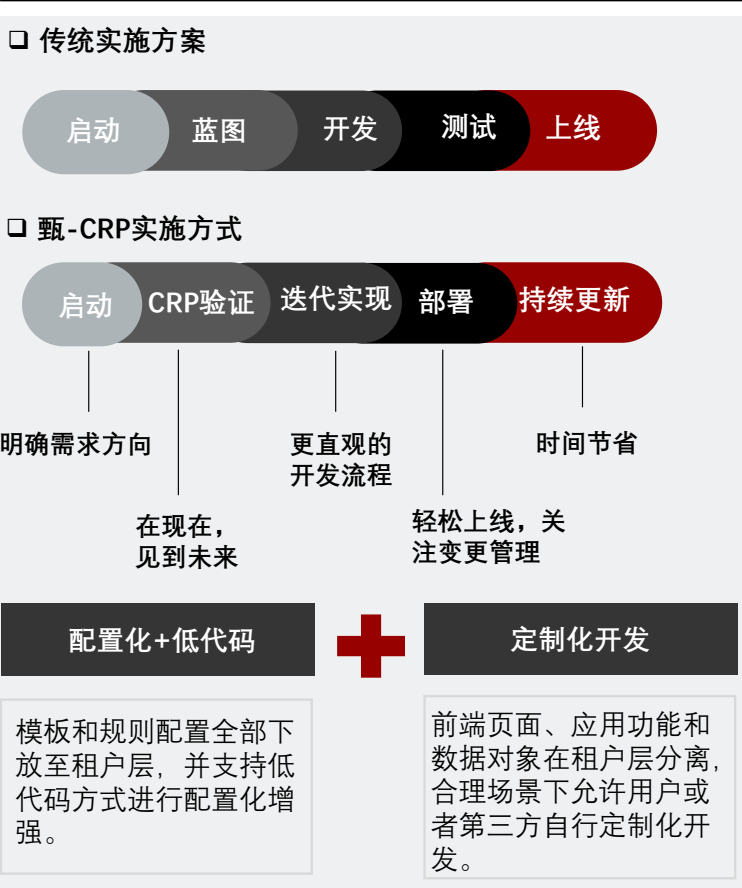 传统实施方案
启动 蓝图 开发 测试 上线
甄-CRP实施方式
启动 CRP验证 迭代实现 部署 持续更新
明确需求方向
更直观的
开发流程
时间节省
在现在，
见到未来
轻松上线，关
注变更管理
配置化+低代码
定制化开发
模板和规则配置全部下
放至租户层，并支持低
代码方式进行配置化增
强。
前端页面、应用功能和
数据对象在租户层分离，
合理场景下允许用户或
者第三方自行定制化开
发。